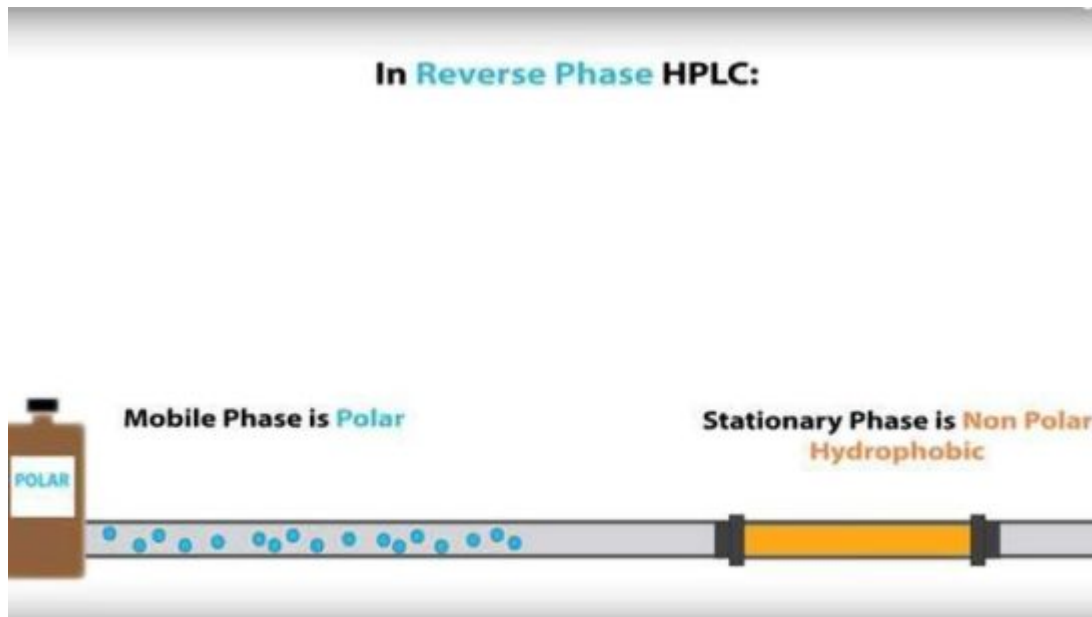 In Reverse Phase HPLC:
Mobile Phase is Polar
Stationary Phase is Non Polar
Hydrophobic
POLAR